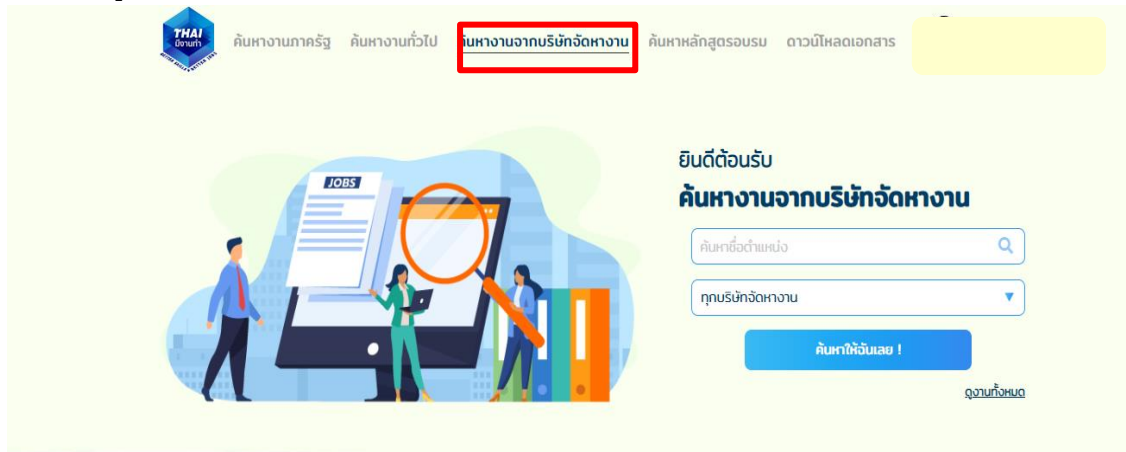 THAI
มีงานทำ
ค้นหางานภาครัฐ ค้นหางานทั่วไป ค้นหางานจากบริษัทจัดหางาน ค้นหาหลักสูตรอบรม ดาวน์โหลดเอกสาร
JOBS
ยินดีต้อนรับ
ค้นหางานจากบริษัทจัดหางาน
ค้นหาชื่อตำแหน่ง
ทุกบริษัทจัดหางาน
ค้นหาให้ฉันเลย !
ดูงานทั้งหมด